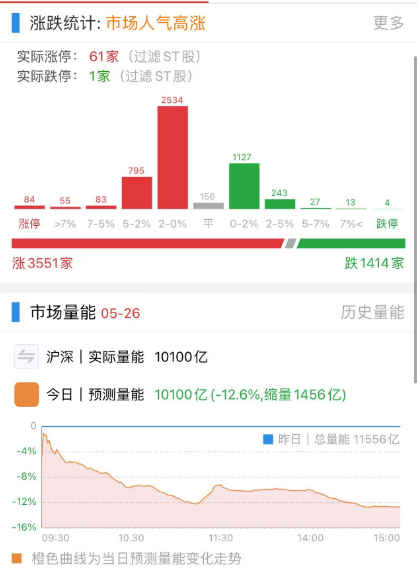 涨跌统计: 市场人气高涨 更多
实际涨停: 61家 (过滤ST股)
实际跌停: 1家 (过滤ST股)
84 55 83 795 2534 156 1127 243 27 13 4
涨停 >7% 7-5% 5-2% 2-0% 平 0-2% 2-5% 5-7% 7%< 跌停
涨3551家 跌1414家
市场量能 05-26 历史量能
沪深｜实际量能 10100亿
今日｜预测量能 10100亿(-12.6%,缩量1456亿)
0
昨日｜总量能 11556亿
-4%
-8%
-12%
-16%
09:30 10.30 11:30 14:00 15:00
橙色曲线为当日预测量能变化走势